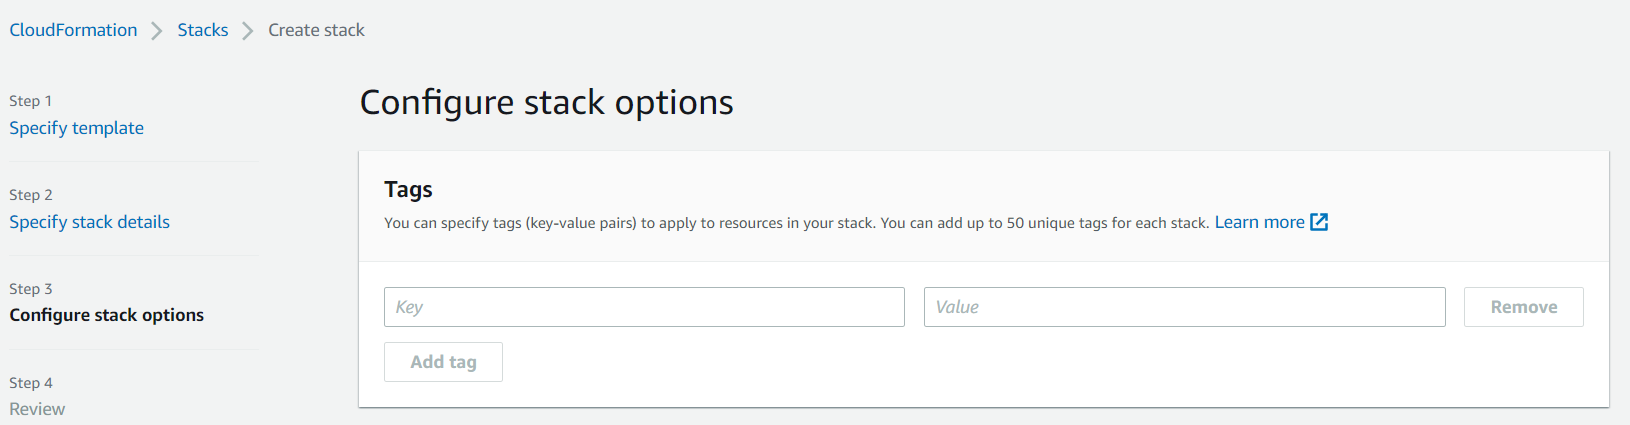 CloudFormation > Stacks > Create stack
Step 1
Specify template
Step 2
Specify stack details
Step 3
Configure stack options
Step 4
Review
Configure stack options
Tags
You can specify tags (key-value pairs) to apply to resources in your stack. You can add up to 50 unique tags for each stack. Learn more
Key Value Remove
Add tag